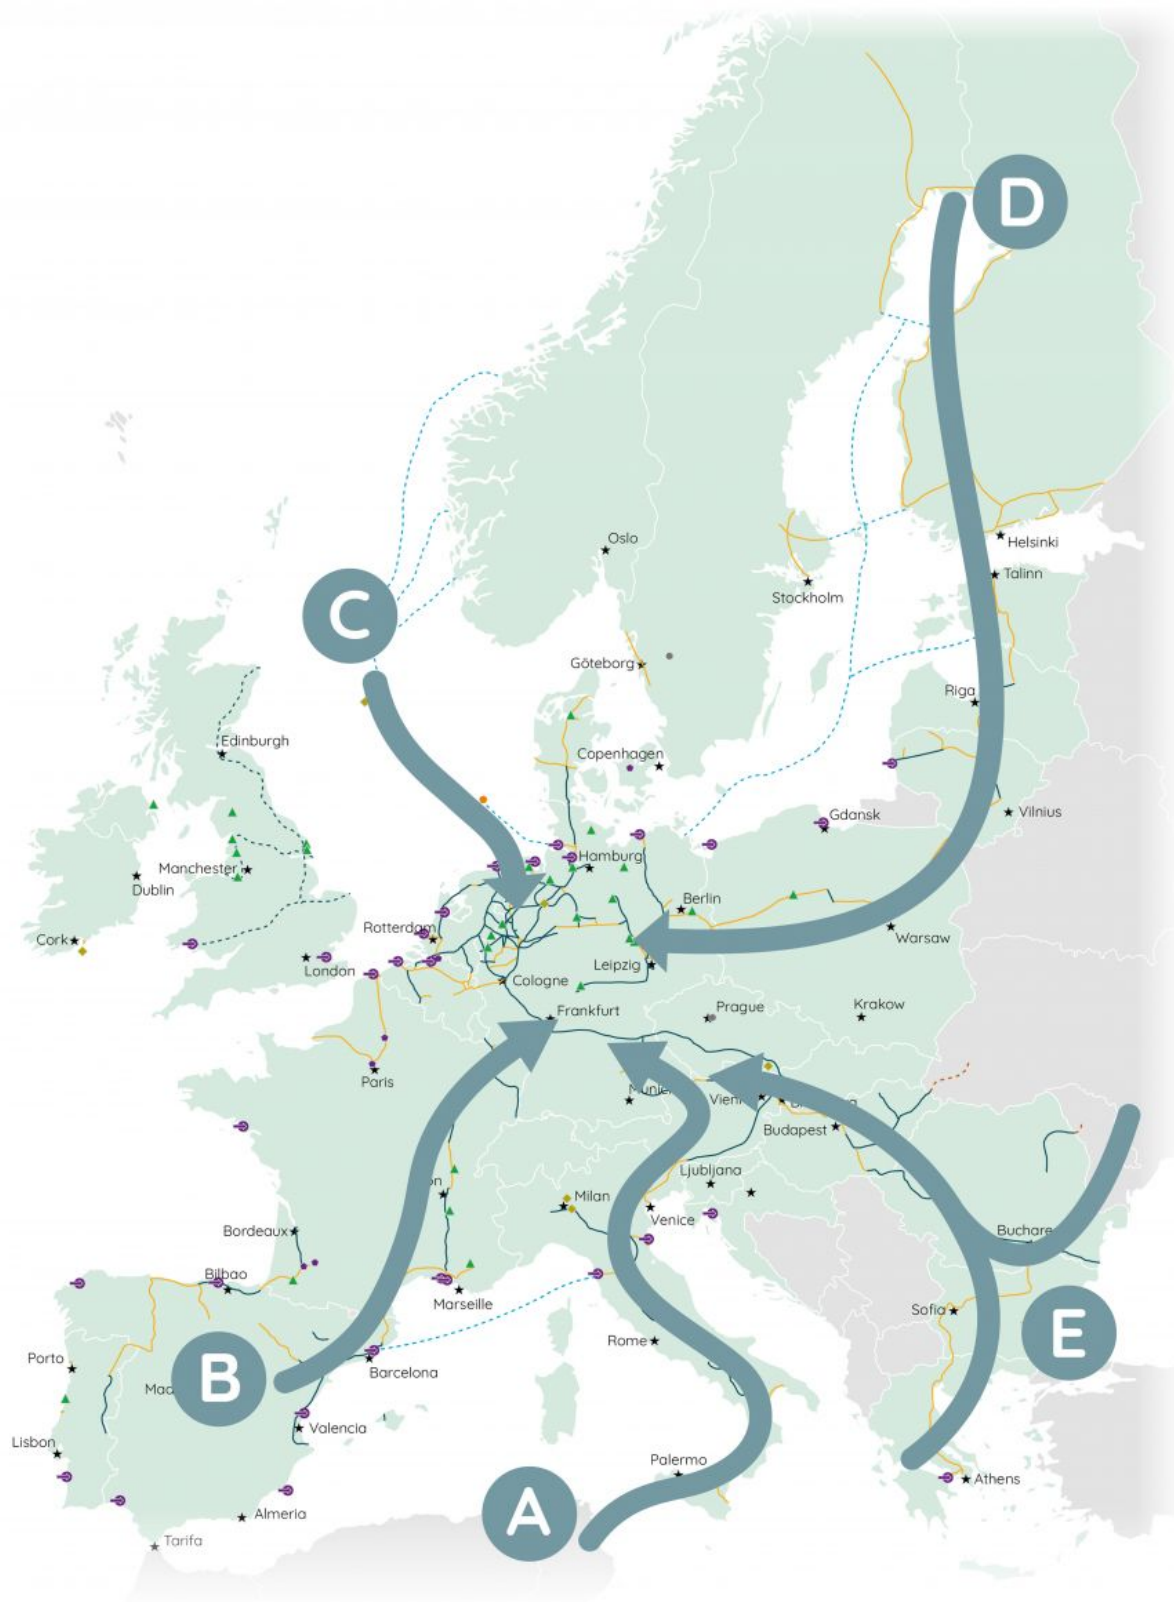 D
Oslo
Helsinki
Talinn
Stockholm
C
Göteborg
Riga
Edinburgh
Copenhagen
Gdansk
Vilnius
Manchester
Hamburg
Dublin
Berlin
Rotterdam
Warsaw
Cork
London
Leipzig
Cologne
Frankfurt
Prague
Krakow
Paris
Budapest
Ljubljana
Milan
Venice
Bordeaux
Bilbao
Marseille
Sofia
Rome
E
Porto
Barcelona
B
Valencia
Lisbon
Palermo
Athens
A
Almeria
Tarifa